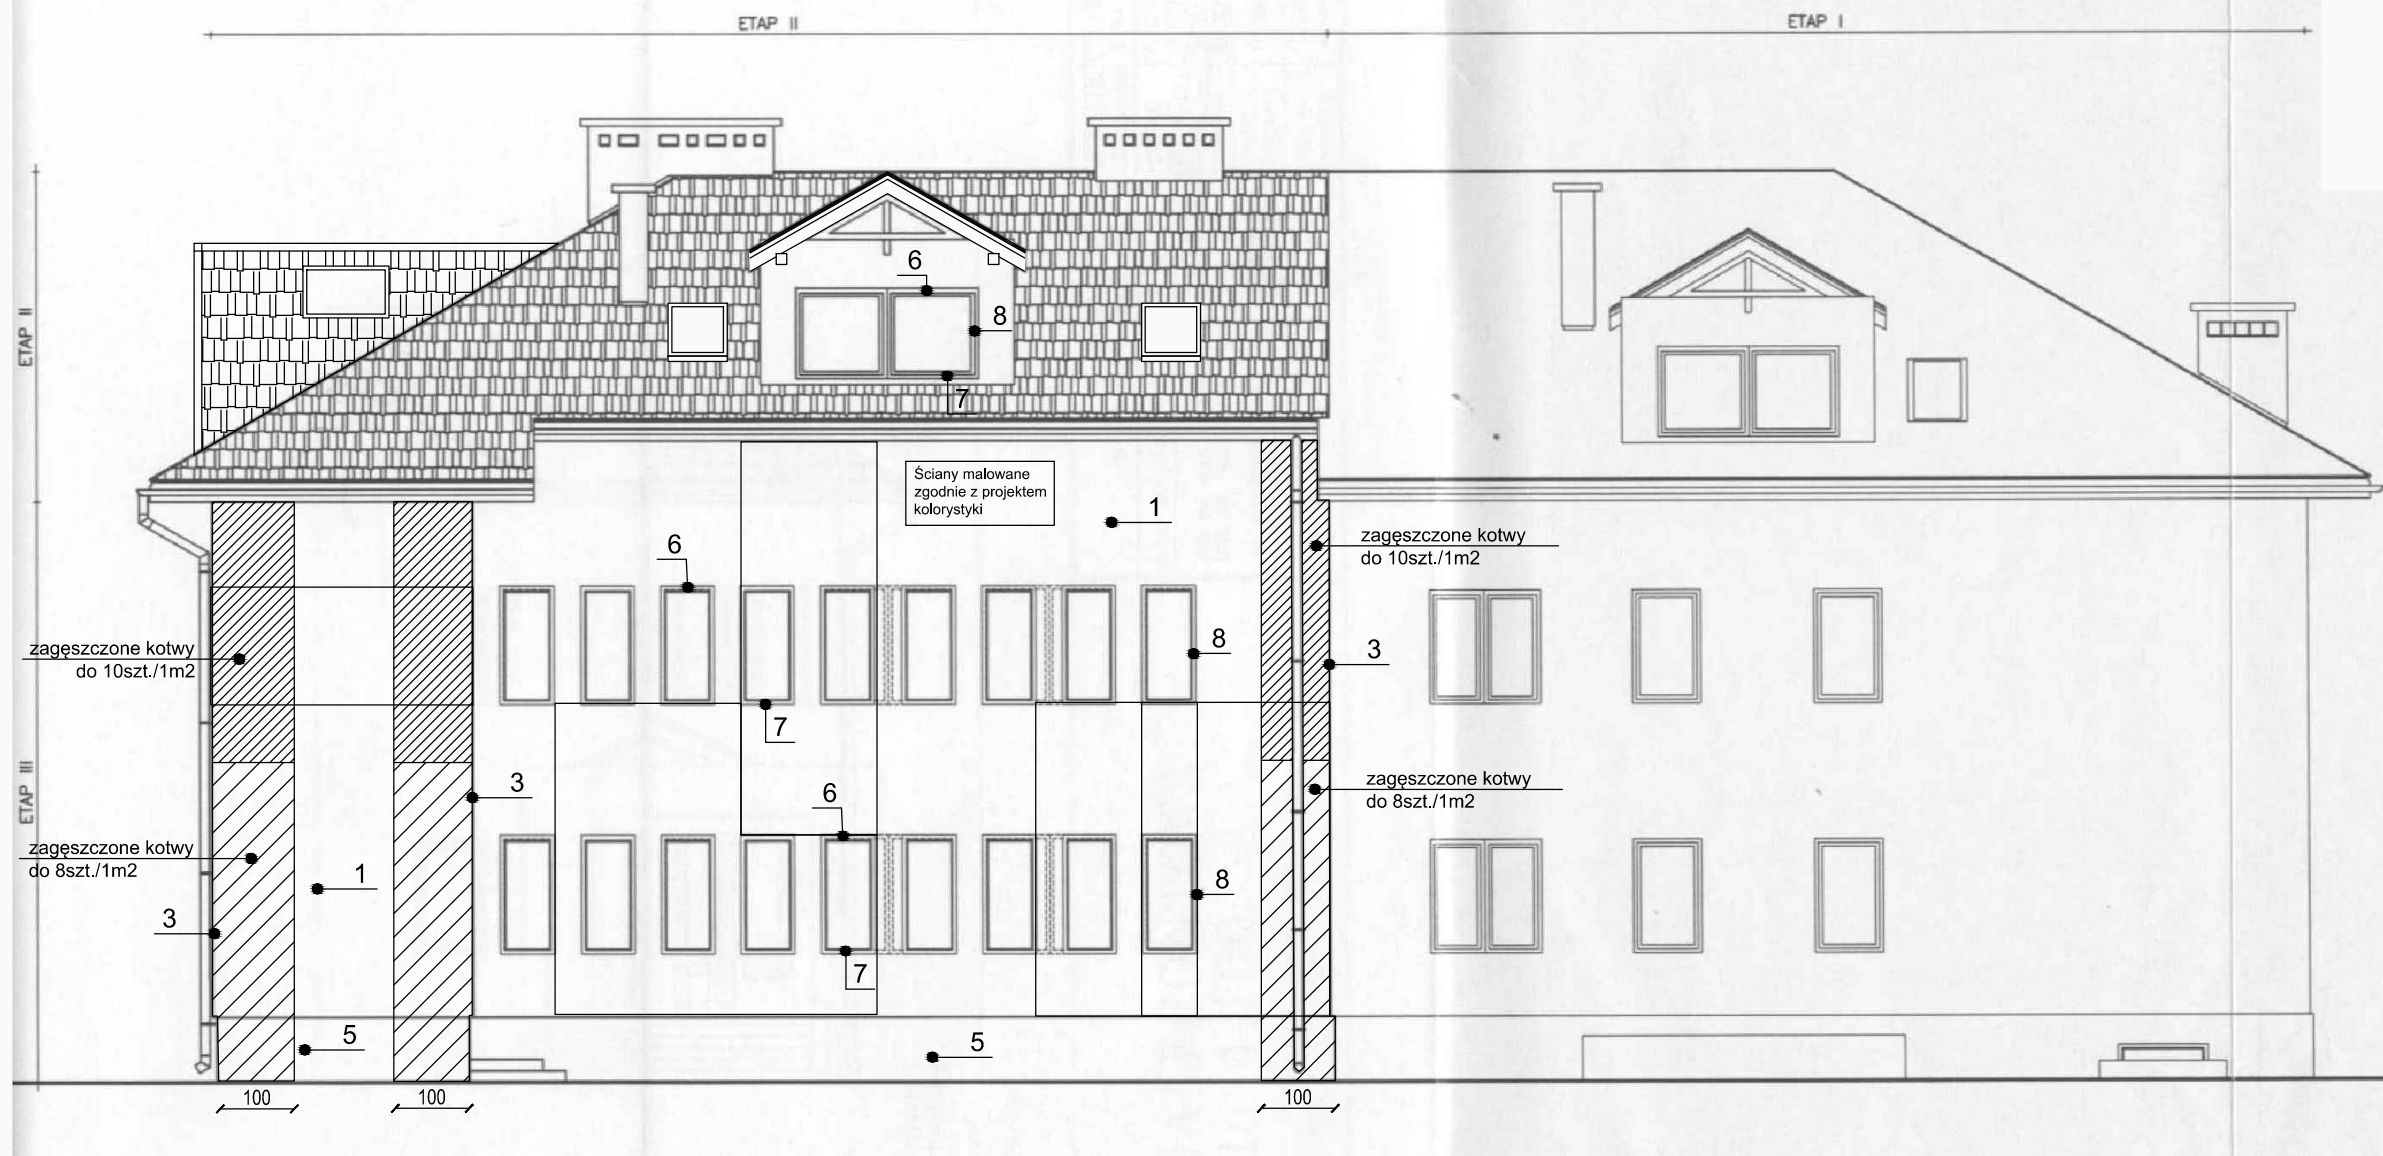 ETAP II
ETAP I
ETAP II
6
8
7
Ściany malowane
zgodnie z projektem
kolorystyki
1
6
zagęszczone kotwy
do 10szt./1m2
zagęszczone kotwy
do 10szt./1m2
8
3
7
ETAP III
3
6
zagęszczone kotwy
do 8szt./1m2
zagęszczone kotwy
do 8szt./1m2
1
8
3
7
5
5
100
100
100